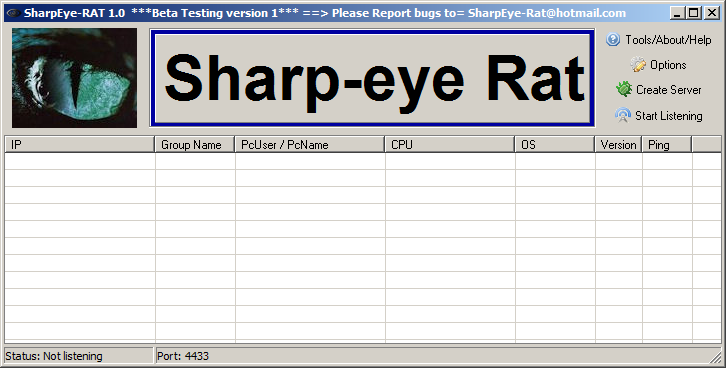 SharpEye-RAT 1.0 ***Beta Testing version 1*** ==> Please Report bugs to= SharpEye-Rat@hotmail.com
Sharp-eye Rat
Tools/About/Help
Options
Create Server
Start Listening
IP Group Name PcUser / PcName CPU OS Version Ping
Status: Not listening Port: 4433